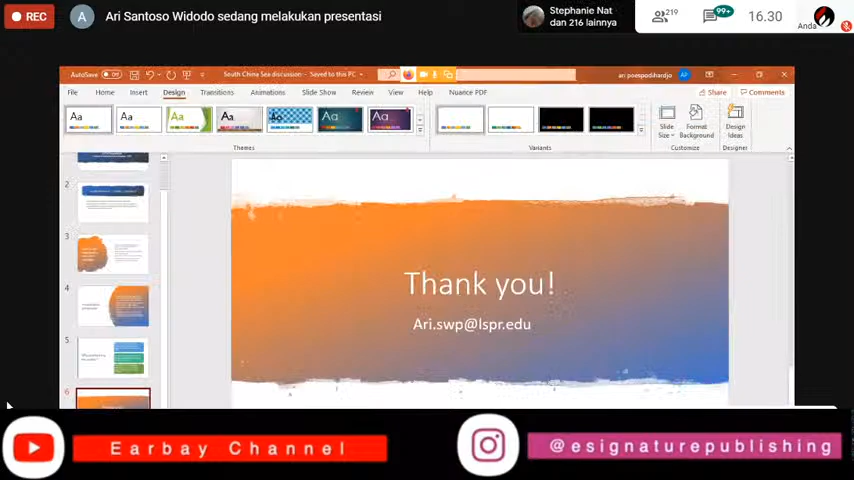 REC
A
Ari Santoso Widodo sedang melakukan presentasi
Stephanie Nat
dan 216 lainnya
219
99+
16.30
Anda
AutoSave
Off
South China Sea discussion - Saved to this PC
ari poespodihardjo
AP
File
Home
Insert
Design
Transitions
Animations
Slide Show
Review
View
Help
Nuance PDF
Share
Comments
Aa
Aa
Aa
Aa
Aa
Aa
Aa
Slide
Size
Format
Background
Design
Ideas
Themes
Variants
Customize
Designer
2
3
4
5
6
Thank you!
Ari.swp@lspr.edu
Earbay Channel
@esignaturepublishing